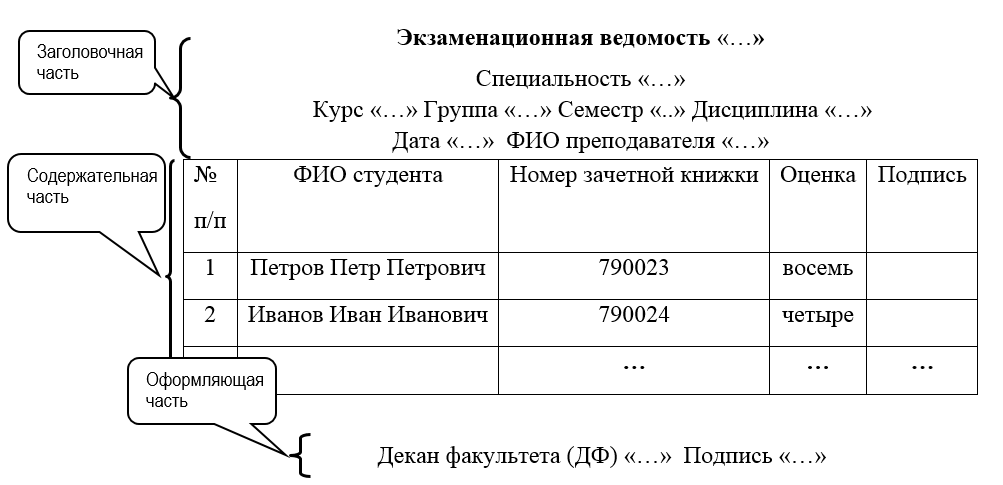 Экзаменационная ведомость «…»
Заголовочная
часть
Специальность «…»
Курс «…» Группа «…» Семестр «..» Дисциплина «…»
Дата «…» ФИО преподавателя «…»
Содержательная
часть
№ п/п ФИО студента Номер зачетной книжки Оценка Подпись
1 Петров Петр Петрович 790023 восемь
2 Иванов Иван Иванович 790024 четыре
… … …
Оформляющая
часть
Декан факультета (ДФ) «…» Подпись «…»